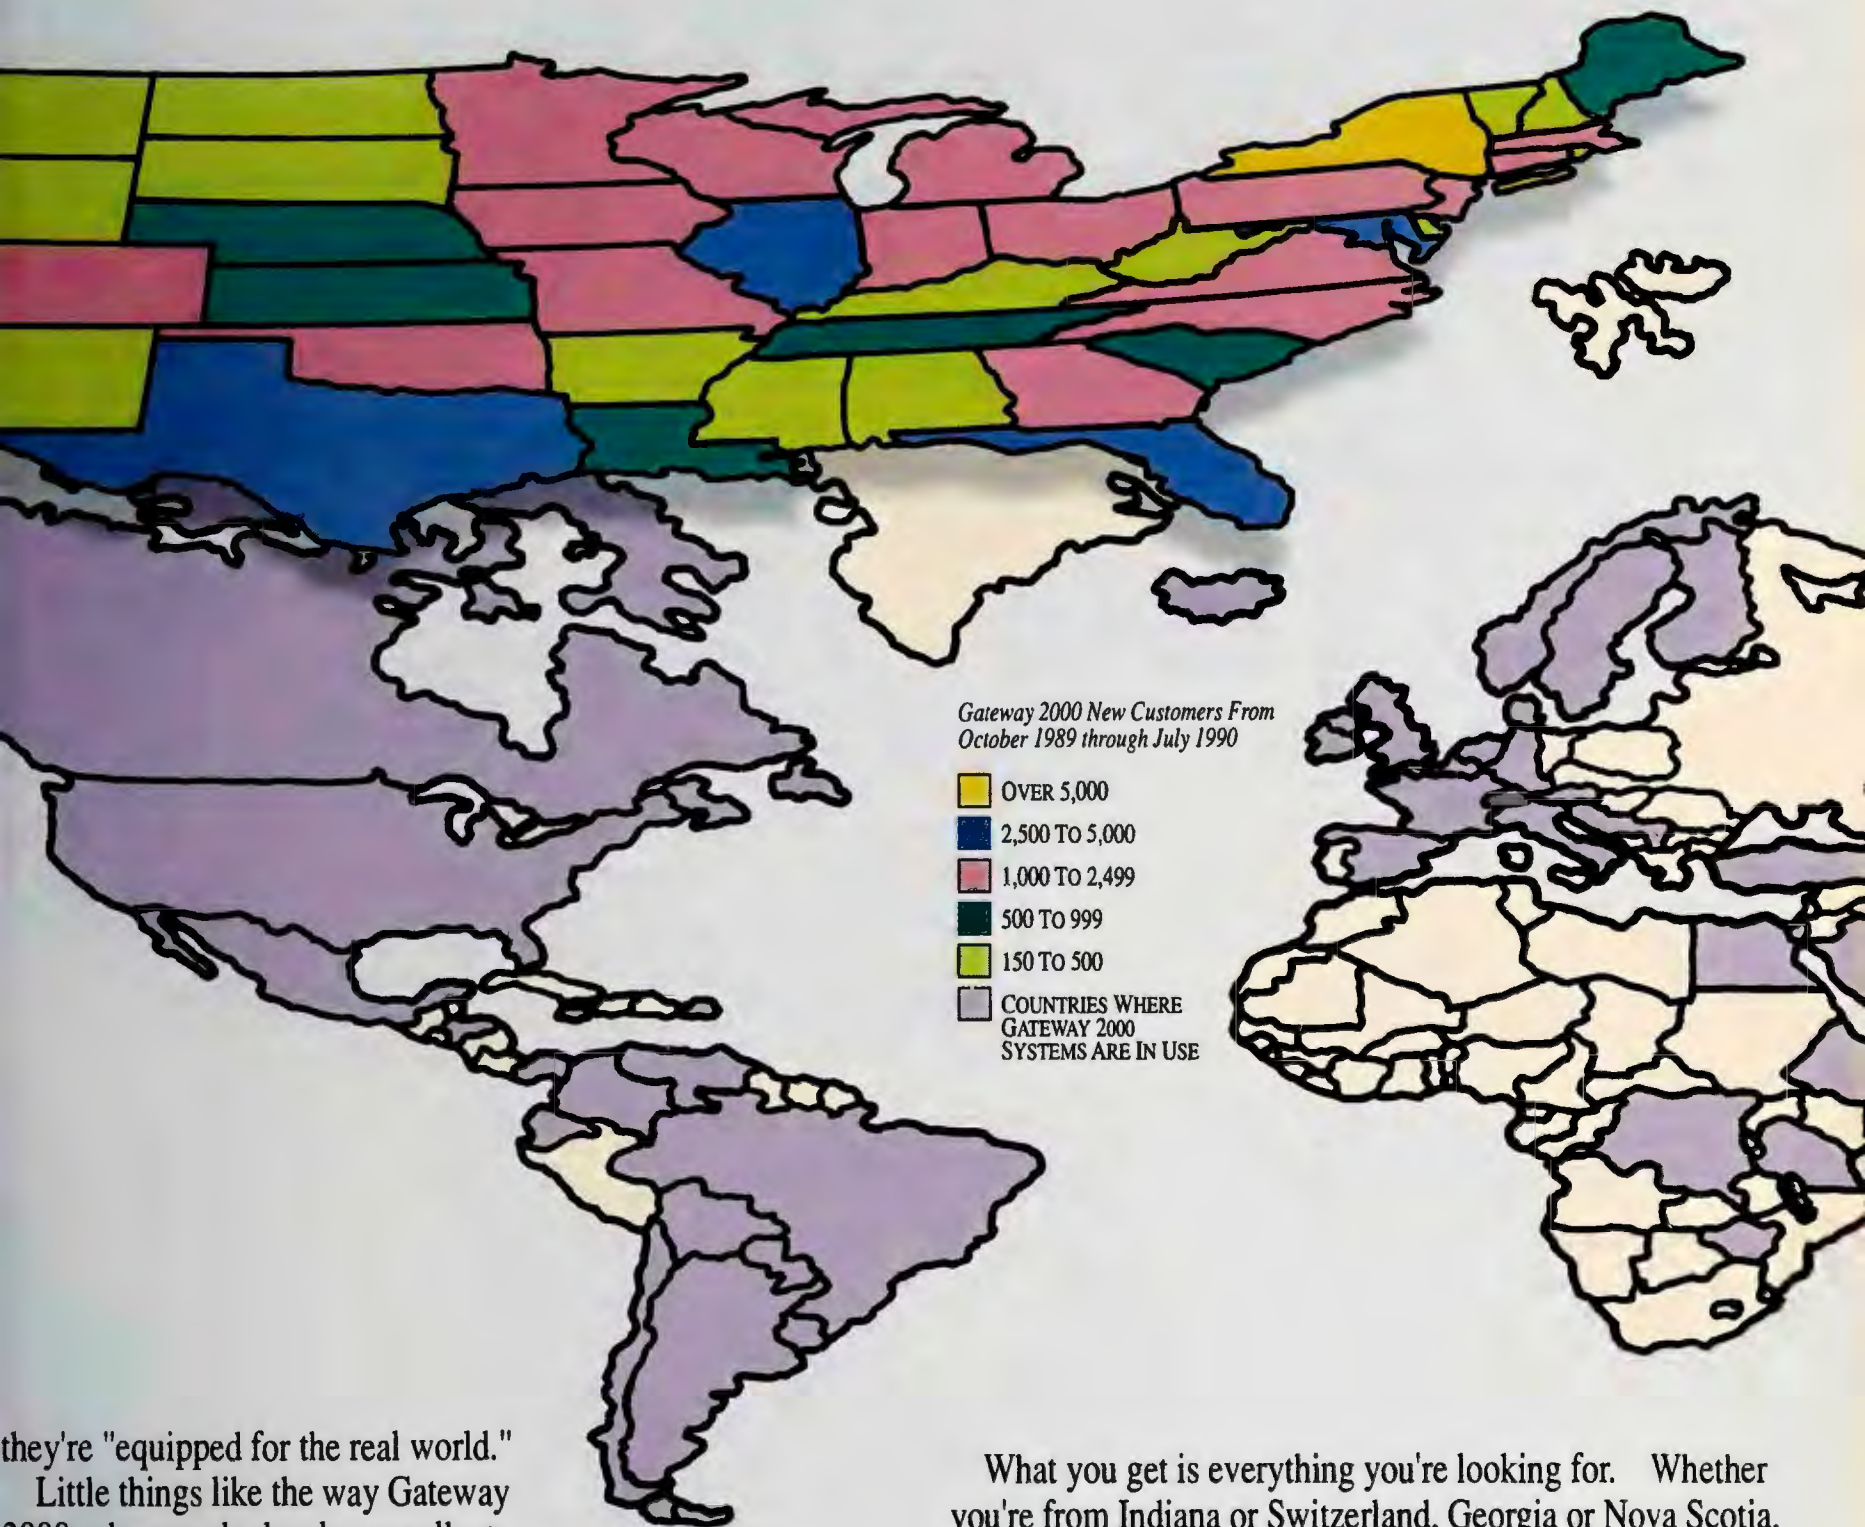 Gateway 2000 New Customers From
October 1989 through July 1990
OVER 5,000
2,500 TO 5,000
1,000 TO 2,499
500 TO 999
150 TO 500
COUNTRIES WHERE
GATEWAY 2000
SYSTEMS ARE IN USE
they're "equipped for the real world."
Little things like the way Gateway
What you get is everything you're looking for. Whether
you're from Indiana or Switzerland, Georgia or Nova Scotia,